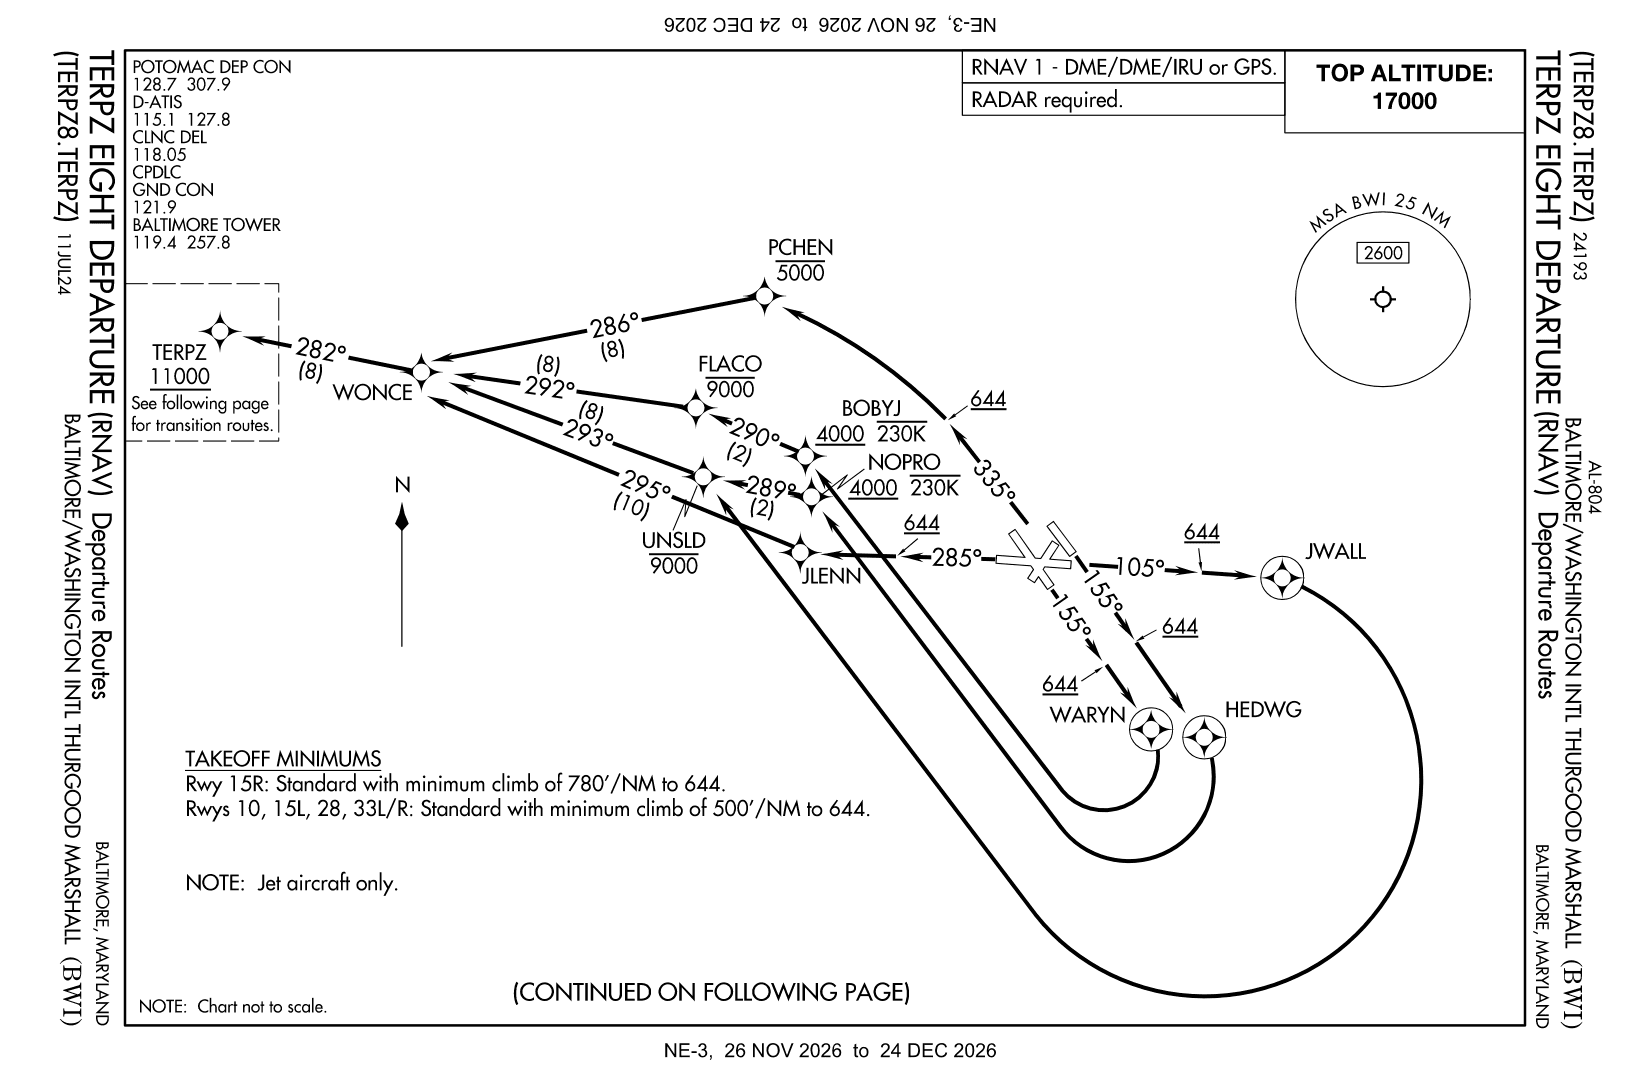 NE-3, 26 NOV 2026 to 24 DEC 2026
TERPZ EIGHT DEPARTURE (RNAV) Departure Routes
(TERPZ8.TERPZ) 11JUL24
BALTIMORE/WASHINGTON INTL THURGOOD MARSHALL (BWI)
BALTIMORE, MARYLAND
POTOMAC DEP CON
128.7 307.9
D-ATIS
115.1 127.8
CLNC DEL
118.05
CPDLC
GND CON
121.9
BALTIMORE TOWER
119.4 257.8
RNAV 1 - DME/DME/IRU or GPS.
RADAR required.
TOP ALTITUDE:
17000
MSA BWI 25 NM
2600
PCHEN
5000
286°
(8)
TERPZ
11000
See following page
for transition routes.
282°
(8)
WONCE
(8)
292°
FLACO
9000
(8)
293°
290°
(2)
BOBYJ
4000 230K
NOPRO
4000 230K
289°
(2)
295°
(10)
UNSLD
9000
JLENN
644
335°
644
285°
105°
644
JWALL
155°
644
155°
644
WARYN
HEDWG
N
TAKEOFF MINIMUMS
Rwy 15R: Standard with minimum climb of 780'/NM to 644.
Rwys 10, 15L, 28, 33L/R: Standard with minimum climb of 500'/NM to 644.
NOTE: Jet aircraft only.
(CONTINUED ON FOLLOWING PAGE)
NOTE: Chart not to scale.
TERPZ EIGHT DEPARTURE (RNAV) Departure Routes
(TERPZ8.TERPZ) 24193
AL-804
BALTIMORE/WASHINGTON INTL THURGOOD MARSHALL (BWI)
BALTIMORE, MARYLAND
NE-3, 26 NOV 2026 to 24 DEC 2026